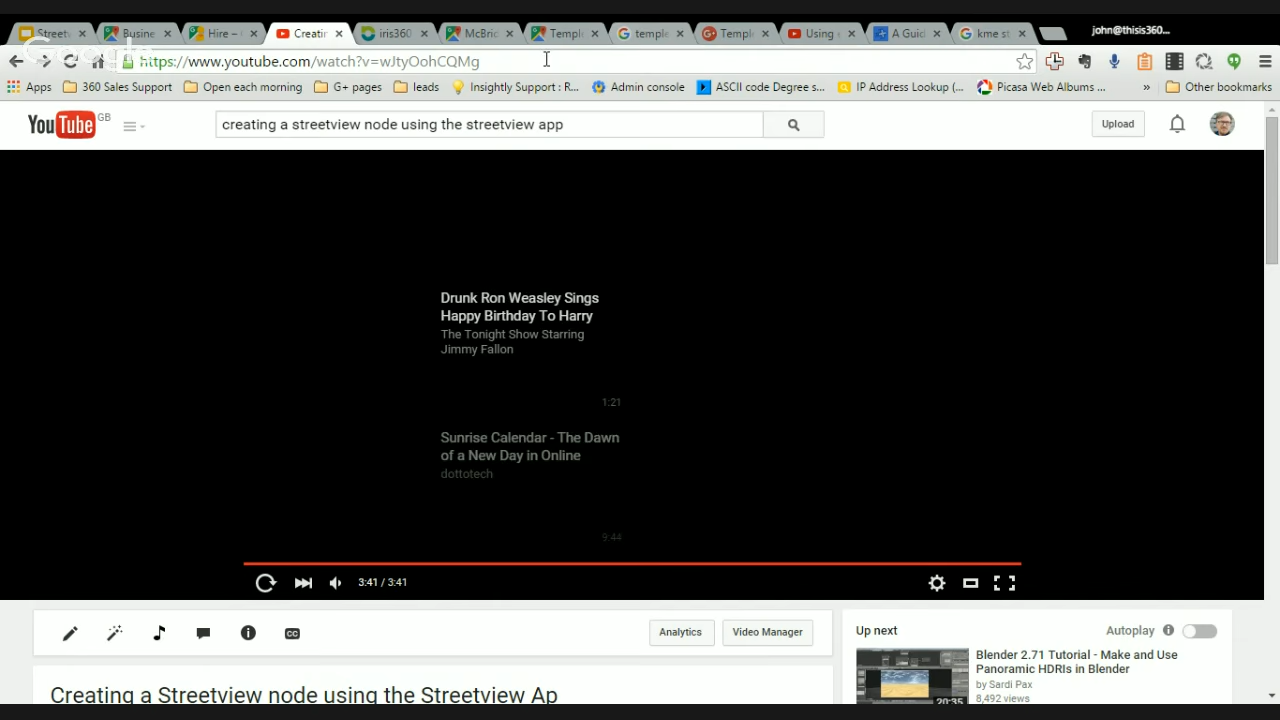 Streetv
Busine
Hire –
Creatin
iris360
McBric
Temple
temple
Temple
Using
A Guid
kme st
john@thisis360...
Google
https://www.youtube.com/watch?v=wJtyOohCQMg
Apps
360 Sales Support
Open each morning
G+ pages
leads
Insightly Support : R...
Admin console
ASCII code Degree s...
IP Address Lookup (...
Picasa Web Albums ...
»
Other bookmarks
YouTube GB
creating a streetview node using the streetview app
Upload
Drunk Ron Weasley Sings
Happy Birthday To Harry
The Tonight Show Starring
Jimmy Fallon
1:21
Sunrise Calendar - The Dawn
of a New Day in Online
dottotech
9:44
3:41 / 3:41
CC
Analytics
Video Manager
Up next
Autoplay
Blender 2.71 Tutorial - Make and Use
Panoramic HDRIs in Blender
by Sardi Pax
8,492 views
20:35
Creating a Streetview node using the Streetview Ap